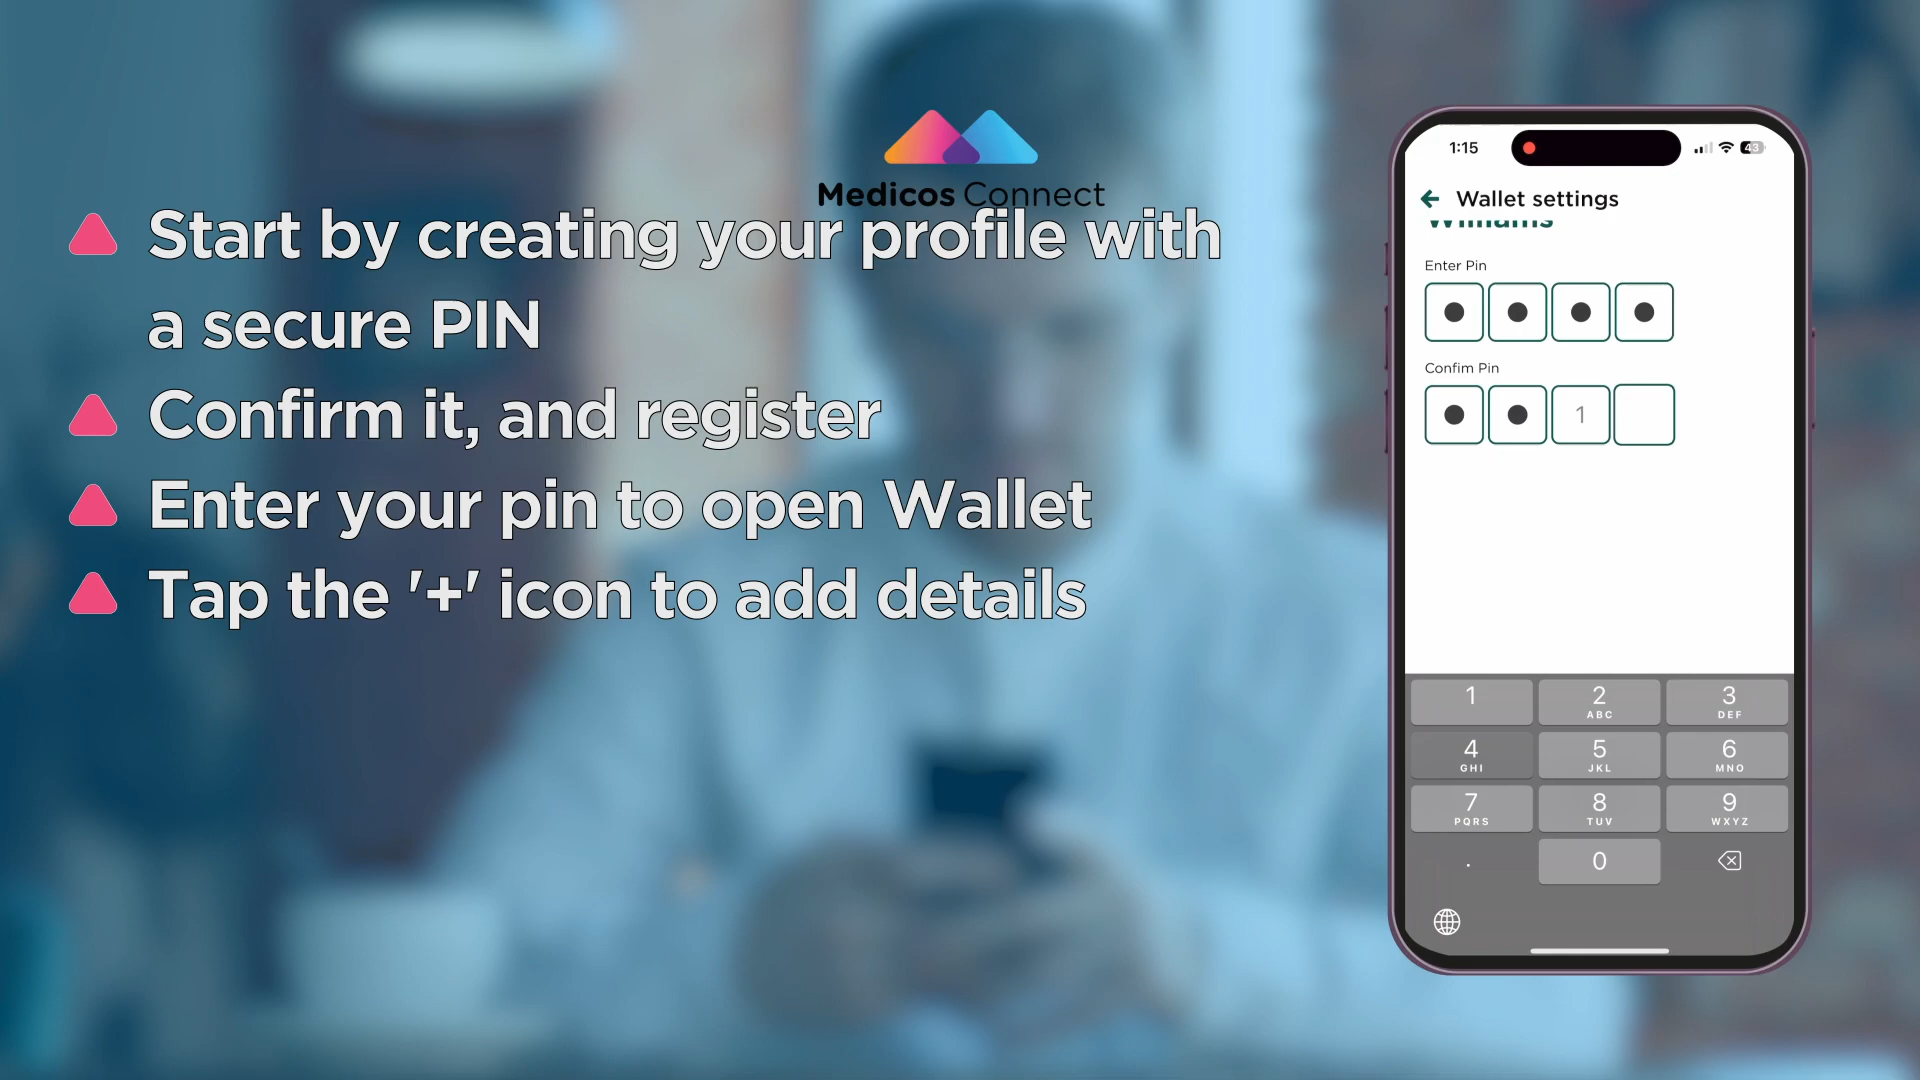 Medicos Connect
Start by creating your profile with
a secure PIN
Confirm it, and register
Enter your pin to open Wallet
Tap the '+' icon to add details
1:15
43
Wallet settings
Williams
Enter Pin
Confim Pin
1
1
2
ABC
3
DEF
4
GHI
5
JKL
6
MNO
7
PQRS
8
TUV
9
WXYZ
.
0